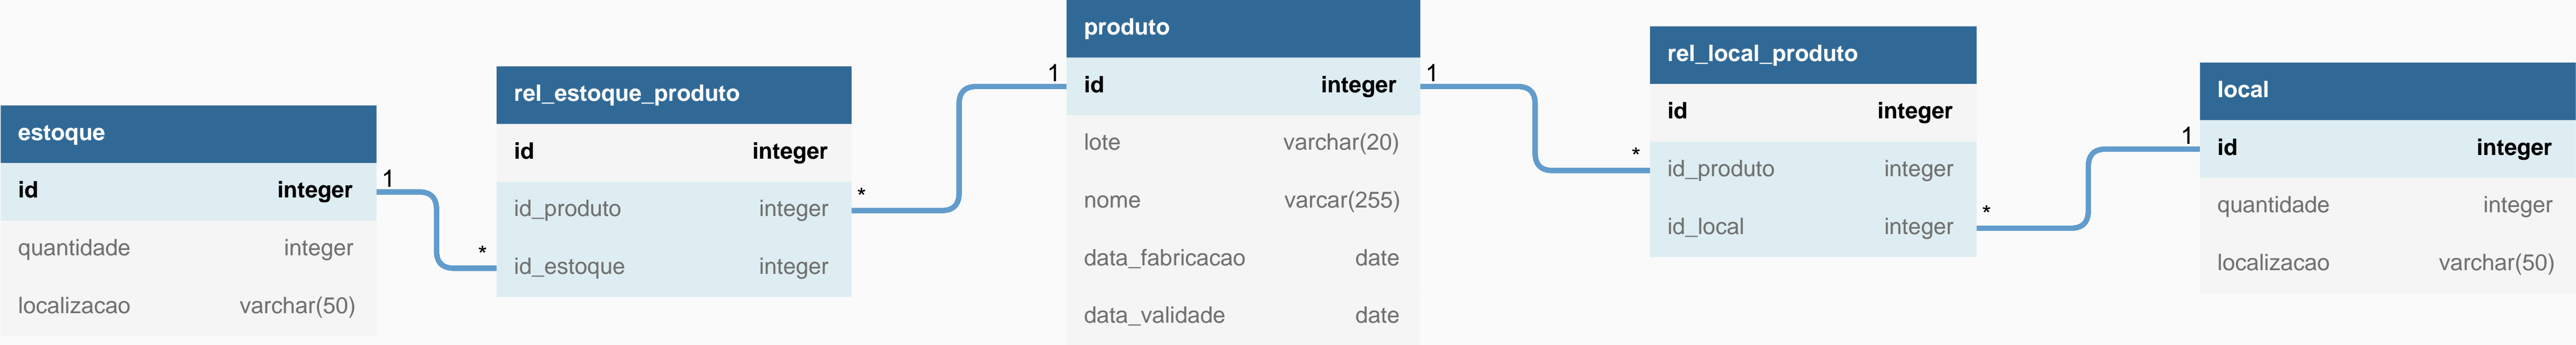 estoque
id integer
quantidade integer
localizacao varchar(50)
1
*
rel_estoque_produto
id integer
id_produto integer
id_estoque integer
*
1
produto
id integer
lote varchar(20)
nome varcar(255)
data_fabricacao date
data_validade date
1
*
rel_local_produto
id integer
id_produto integer
id_local integer
*
1
local
id integer
quantidade integer
localizacao varchar(50)